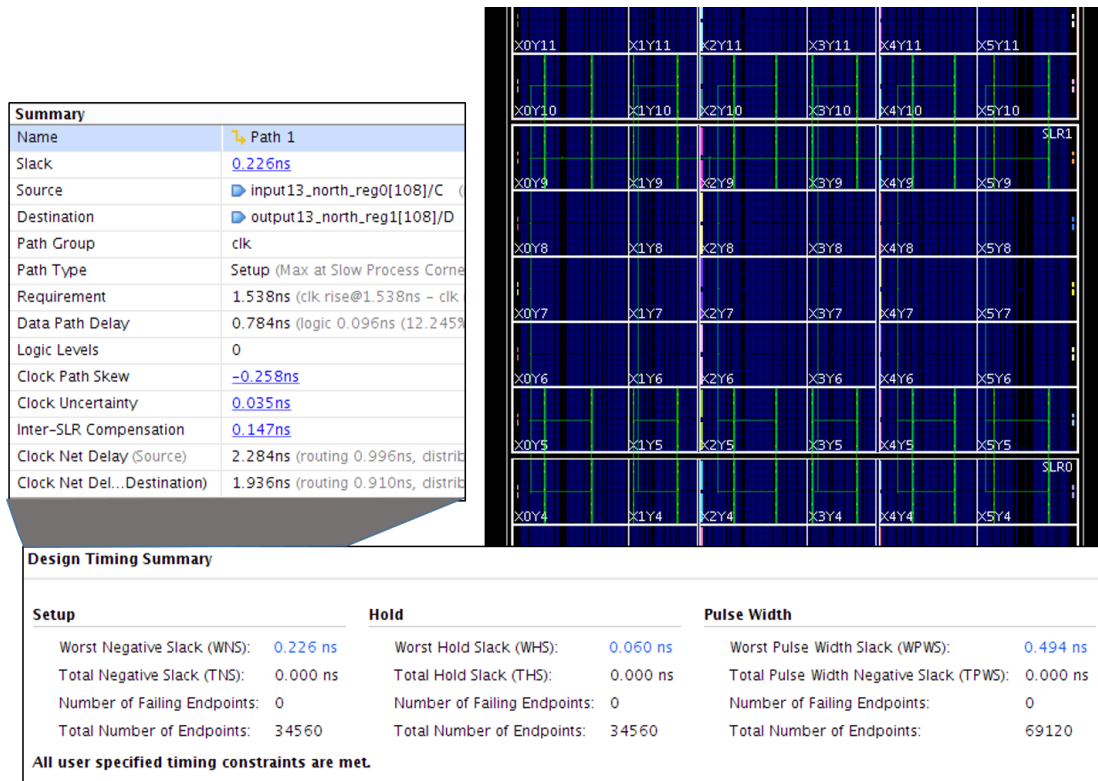 X0Y11 X1Y11 X2Y11 X3Y11 X4Y11 X5Y11
X0Y10 X1Y10 X2Y10 X3Y10 X4Y10 X5Y10
SLR1
X0Y9 X1Y9 X2Y9 X3Y9 X4Y9 X5Y9
X0Y8 X1Y8 X2Y8 X3Y8 X4Y8 X5Y8
X0Y7 X1Y7 X2Y7 X3Y7 X4Y7 X5Y7
X0Y6 X1Y6 X2Y6 X3Y6 X4Y6 X5Y6
X0Y5 X1Y5 X2Y5 X3Y5 X4Y5 X5Y5
SLR0
X0Y4 X1Y4 X2Y4 X3Y4 X4Y4 X5Y4
Summary
Name Path 1
Slack 0.226ns
Source input13_north_reg0[108]/C (
Destination output13_north_reg1[108]/D
Path Group clk
Path Type Setup (Max at Slow Process Corne
Requirement 1.538ns (clk rise@1.538ns - clk
Data Path Delay 0.784ns (logic 0.096ns (12.245%
Logic Levels 0
Clock Path Skew -0.258ns
Clock Uncertainty 0.035ns
Inter-SLR Compensation 0.147ns
Clock Net Delay (Source) 2.284ns (routing 0.996ns, distrib
Clock Net Del...Destination) 1.936ns (routing 0.910ns, distrib
Design Timing Summary
Setup Hold Pulse Width
Worst Negative Slack (WNS): 0.226 ns Worst Hold Slack (WHS): 0.060 ns Worst Pulse Width Slack (WPWS): 0.494 ns
Total Negative Slack (TNS): 0.000 ns Total Hold Slack (THS): 0.000 ns Total Pulse Width Negative Slack (TPWS): 0.000 ns
Number of Failing Endpoints: 0 Number of Failing Endpoints: 0 Number of Failing Endpoints: 0
Total Number of Endpoints: 34560 Total Number of Endpoints: 34560 Total Number of Endpoints: 69120
All user specified timing constraints are met.